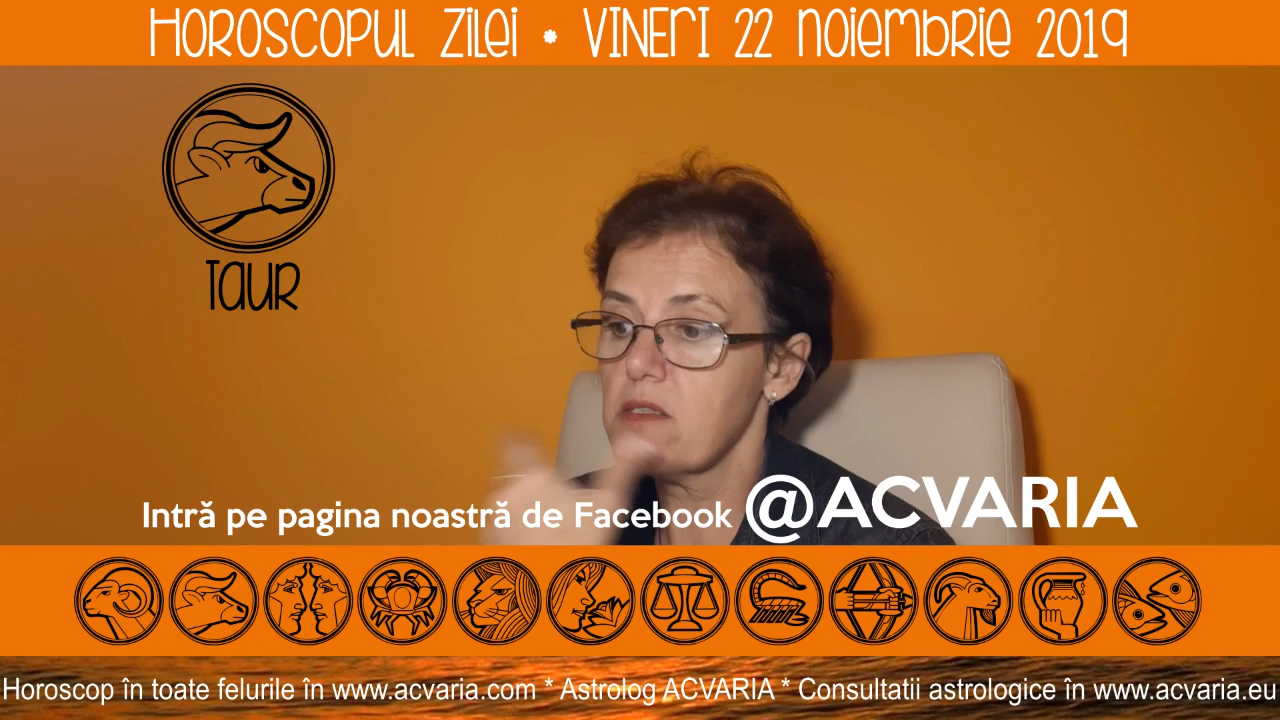 HOROSCOPUL ZILEI • VINERI 22 NOIEMBRIE 2019
TAUR
Intră pe pagina noastră de Facebook @ACVARIA
Horoscop în toate felurile în www.acvaria.com * Astrolog ACVARIA * Consultatii astrologice în www.acvaria.eu